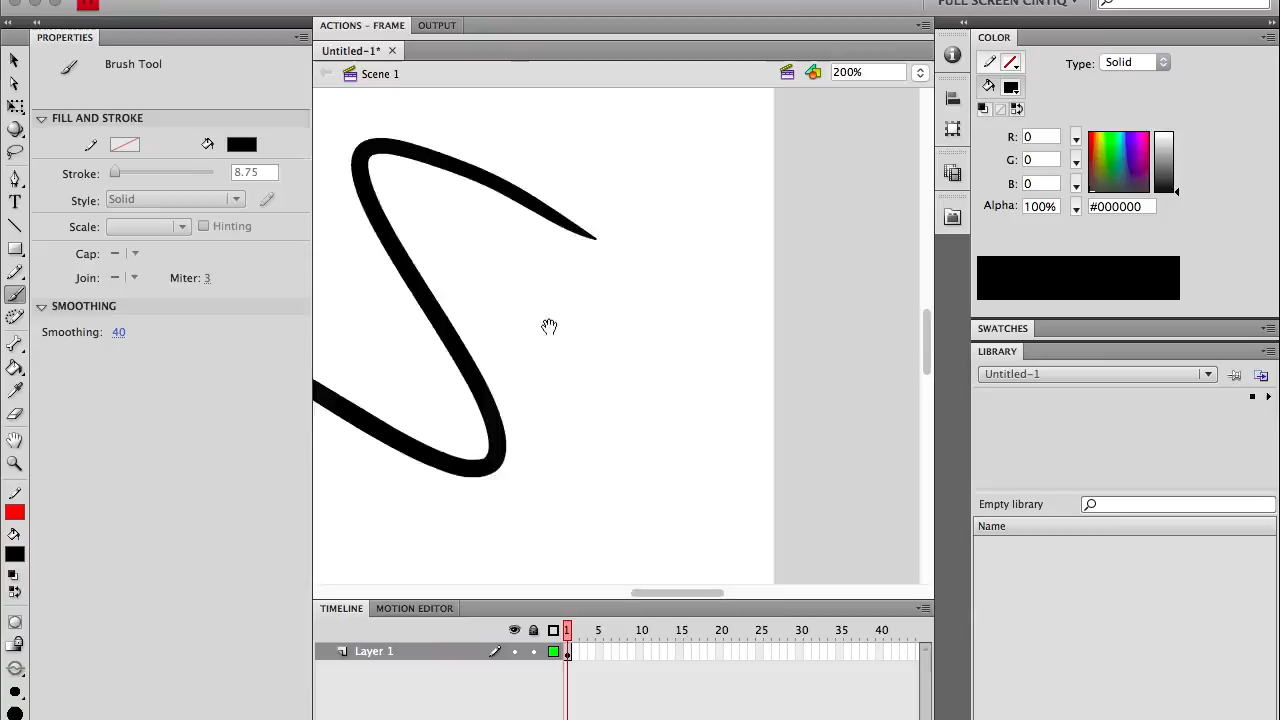 FULL SCREEN CINTIQ
ACTIONS - FRAME OUTPUT
PROPERTIES
COLOR
Untitled-1*
Brush Tool
Type: Solid
Scene 1
200%
FILL AND STROKE
R: 0
G: 0
B: 0
Alpha: 100% #000000
Stroke: 8.75
Style: Solid
Scale: Hinting
Cap:
Join: Miter: 3
SMOOTHING
Smoothing: 40
SWATCHES
LIBRARY
Untitled-1
Empty library
Name
TIMELINE MOTION EDITOR
1 5 10 15 20 25 30 35 40
Layer 1
T